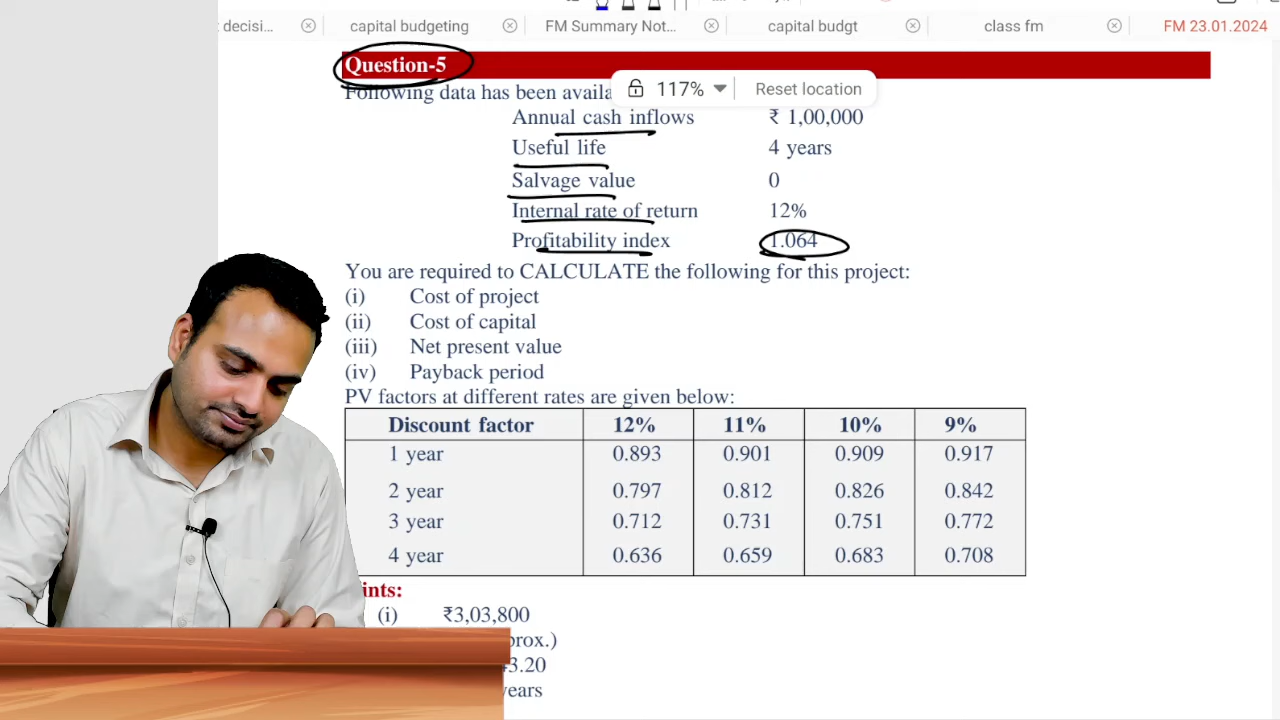 decisi...
capital budgeting
FM Summary Not...
capital budgt
class fm
FM 23.01.2024
Question-5
117%
Reset location
Following data has been availa
Annual cash inflows ₹ 1,00,000
Useful life 4 years
Salvage value 0
Internal rate of return 12%
Profitability index 1.064
You are required to CALCULATE the following for this project:
(i) Cost of project
(ii) Cost of capital
(iii) Net present value
(iv) Payback period
PV factors at different rates are given below:
Discount factor 12% 11% 10% 9%
1 year 0.893 0.901 0.909 0.917
2 year 0.797 0.812 0.826 0.842
3 year 0.712 0.731 0.751 0.772
4 year 0.636 0.659 0.683 0.708
ints:
(i) ₹3,03,800
prox.)
3.20
years